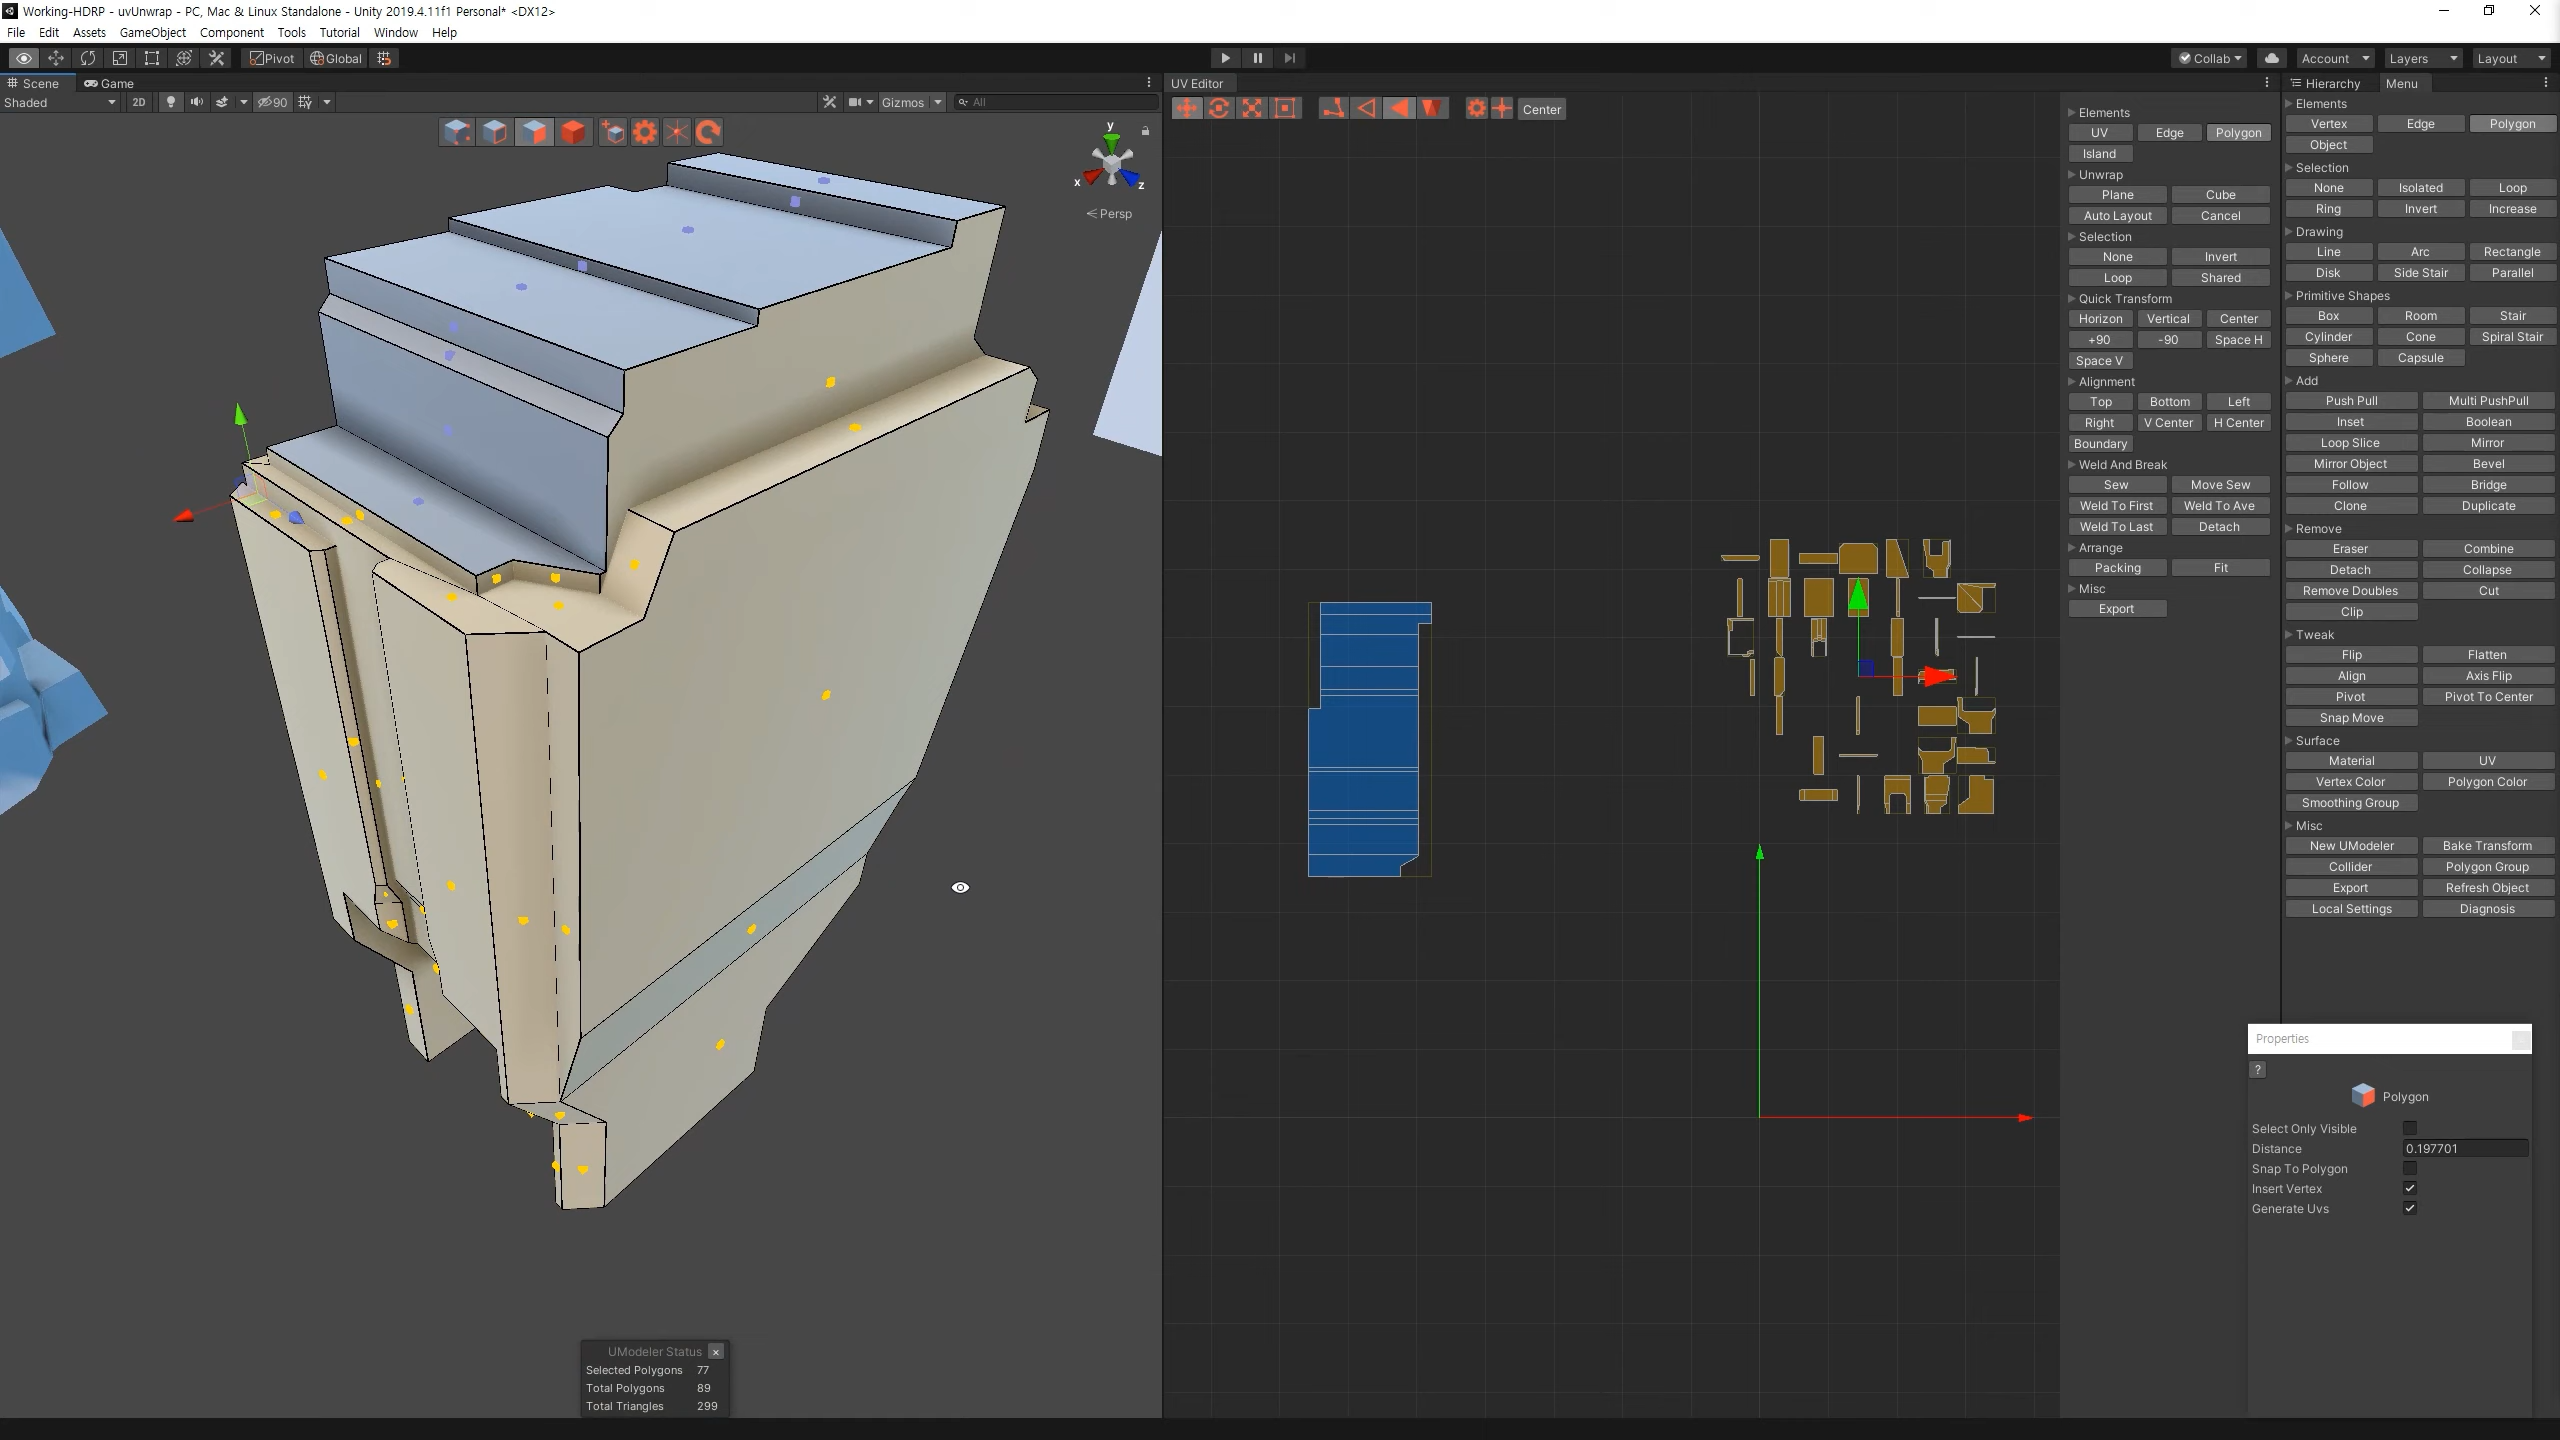 Working-HDRP - uvUnwrap - PC, Mac & Linux Standalone - Unity 2019.4.11f1 Personal* <DX12>
File Edit Assets GameObject Component Tools Tutorial Window Help
Pivot Global Collab Account Layers Layout
Scene Game
Shaded 2D 90 Gizmos All
y
x
z
Persp
UModeler Status
Selected Polygons 77
Total Polygons 89
Total Triangles 299
UV Editor
Center
Elements
UV Edge Polygon
Island
Unwrap
Plane Cube
Auto Layout Cancel
Selection
None Invert
Loop Shared
Quick Transform
Horizon Vertical Center
+90 -90 Space H
Space V
Alignment
Top Bottom Left
Right V Center H Center
Boundary
Weld And Break
Sew Move Sew
Weld To First Weld To Ave
Weld To Last Detach
Arrange
Packing Fit
Misc
Export
Hierarchy Menu
Elements
Vertex Edge Polygon
Object
Selection
None Isolated Loop
Ring Invert Increase
Drawing
Line Arc Rectangle
Disk Side Stair Parallel
Primitive Shapes
Box Room Stair
Cylinder Cone Spiral Stair
Sphere Capsule
Add
Push Pull Multi PushPull
Inset Boolean
Loop Slice Mirror
Mirror Object Bevel
Follow Bridge
Clone Duplicate
Remove
Eraser Combine
Detach Collapse
Remove Doubles Cut
Clip
Tweak
Flip Flatten
Align Axis Flip
Pivot Pivot To Center
Snap Move
Surface
Material UV
Vertex Color Polygon Color
Smoothing Group
Misc
New UModeler Bake Transform
Collider Polygon Group
Export Refresh Object
Local Settings Diagnosis
Properties
?
Polygon
Select Only Visible
Distance 0.197701
Snap To Polygon
Insert Vertex
Generate Uvs